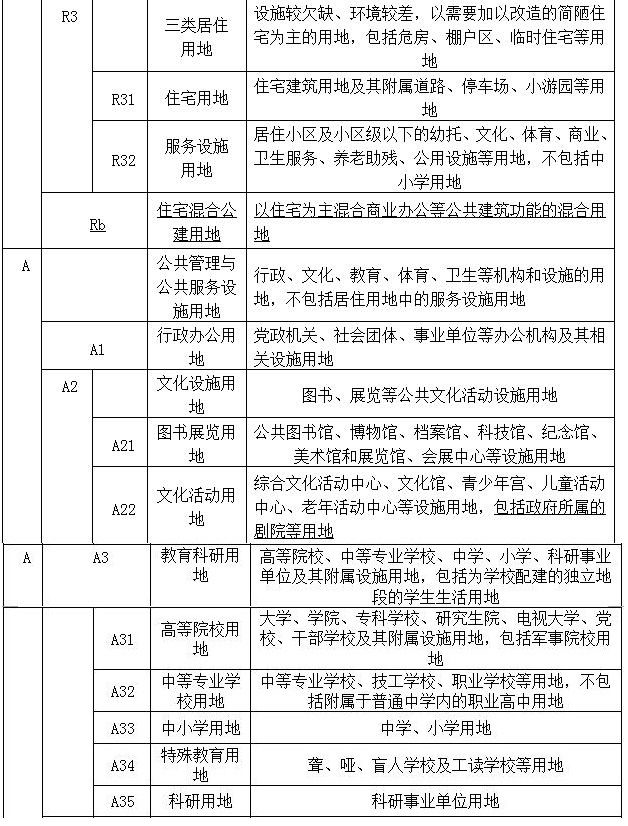 R3
三类居住
用地
设施较欠缺、环境较差，以需要加以改造的简陋住
宅为主的用地，包括危房、棚户区、临时住宅等用
地
R31
住宅用地
住宅建筑用地及其附属道路、停车场、小游园等用
地
R32
服务设施
用地
居住小区及小区级以下的幼托、文化、体育、商业、
卫生服务、养老助残、公用设施等用地，不包括中
小学用地
Rb
住宅混合公
建用地
以住宅为主混合商业办公等公共建筑功能的混合用
地
A
公共管理与
公共服务设
施用地
行政、文化、教育、体育、卫生等机构和设施的用
地，不包括居住用地中的服务设施用地
A1
行政办公用
地
党政机关、社会团体、事业单位等办公机构及其相
关设施用地
A2
文化设施用
地
图书、展览等公共文化活动设施用地
A21
图书展览用
地
公共图书馆、博物馆、档案馆、科技馆、纪念馆、
美术馆和展览馆、会展中心等设施用地
A22
文化活动用
地
综合文化活动中心、文化馆、青少年宫、儿童活动
中心、老年活动中心等设施用地，包括政府所属的
剧院等用地
A
A3
教育科研用
地
高等院校、中等专业学校、中学、小学、科研事业
单位及其附属设施用地，包括为学校配建的独立地
段的学生生活用地
A31
高等院校用
地
大学、学院、专科学校、研究生院、电视大学、党
校、干部学校及其附属设施用地，包括军事院校用
地
A32
中等专业学
校用地
中等专业学校、技工学校、职业学校等用地，不包
括附属于普通中学内的职业高中用地
A33
中小学用地
中学、小学用地
A34
特殊教育用
地
聋、哑、盲人学校及工读学校等用地
A35
科研用地
科研事业单位用地